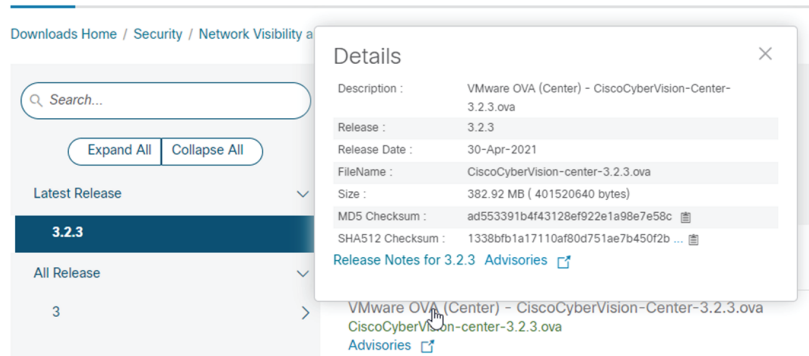 Downloads Home / Security / Network Visibility a
Search...
Expand All
Collapse All
Latest Release
3.2.3
All Release
3
Details
Description :
VMware OVA (Center) - CiscoCyberVision-Center-
3.2.3.ova
Release :
3.2.3
Release Date :
30-Apr-2021
FileName :
CiscoCyberVision-center-3.2.3.ova
Size :
382.92 MB ( 401520640 bytes)
MD5 Checksum :
ad553391b4f43128ef922e1a98e7e58c
SHA512 Checksum :
1338bfb1a17110af80d751ae7b450f2b ...
Release Notes for 3.2.3 Advisories
VMware OVA (Center) - CiscoCyberVision-Center-3.2.3.ova
CiscoCyberVision-center-3.2.3.ova
Advisories